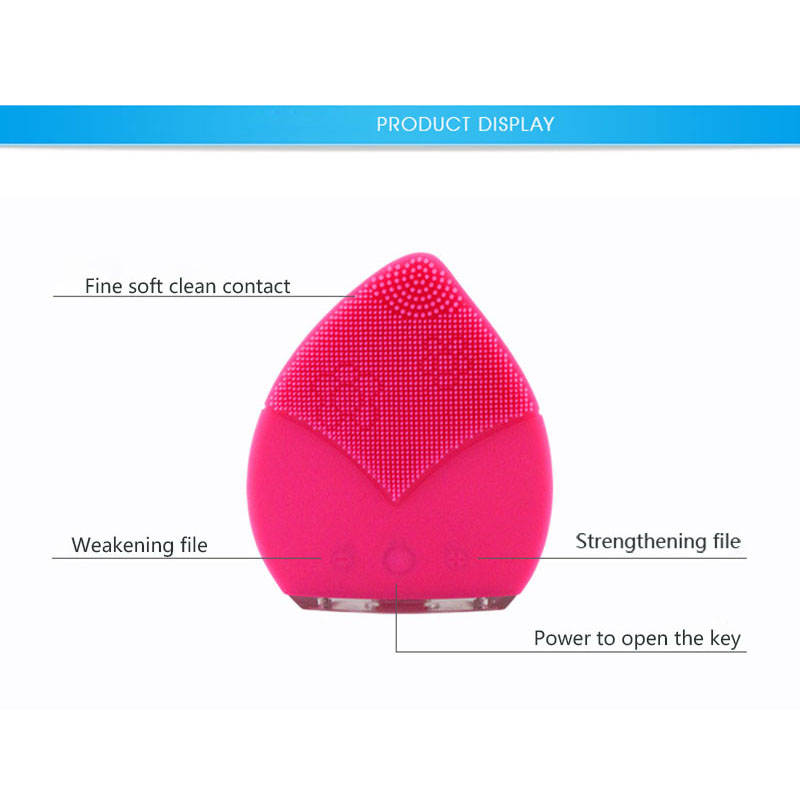 PRODUCT DISPLAY
Fine soft clean contact
Weakening file
Strengthening file
Power to open the key